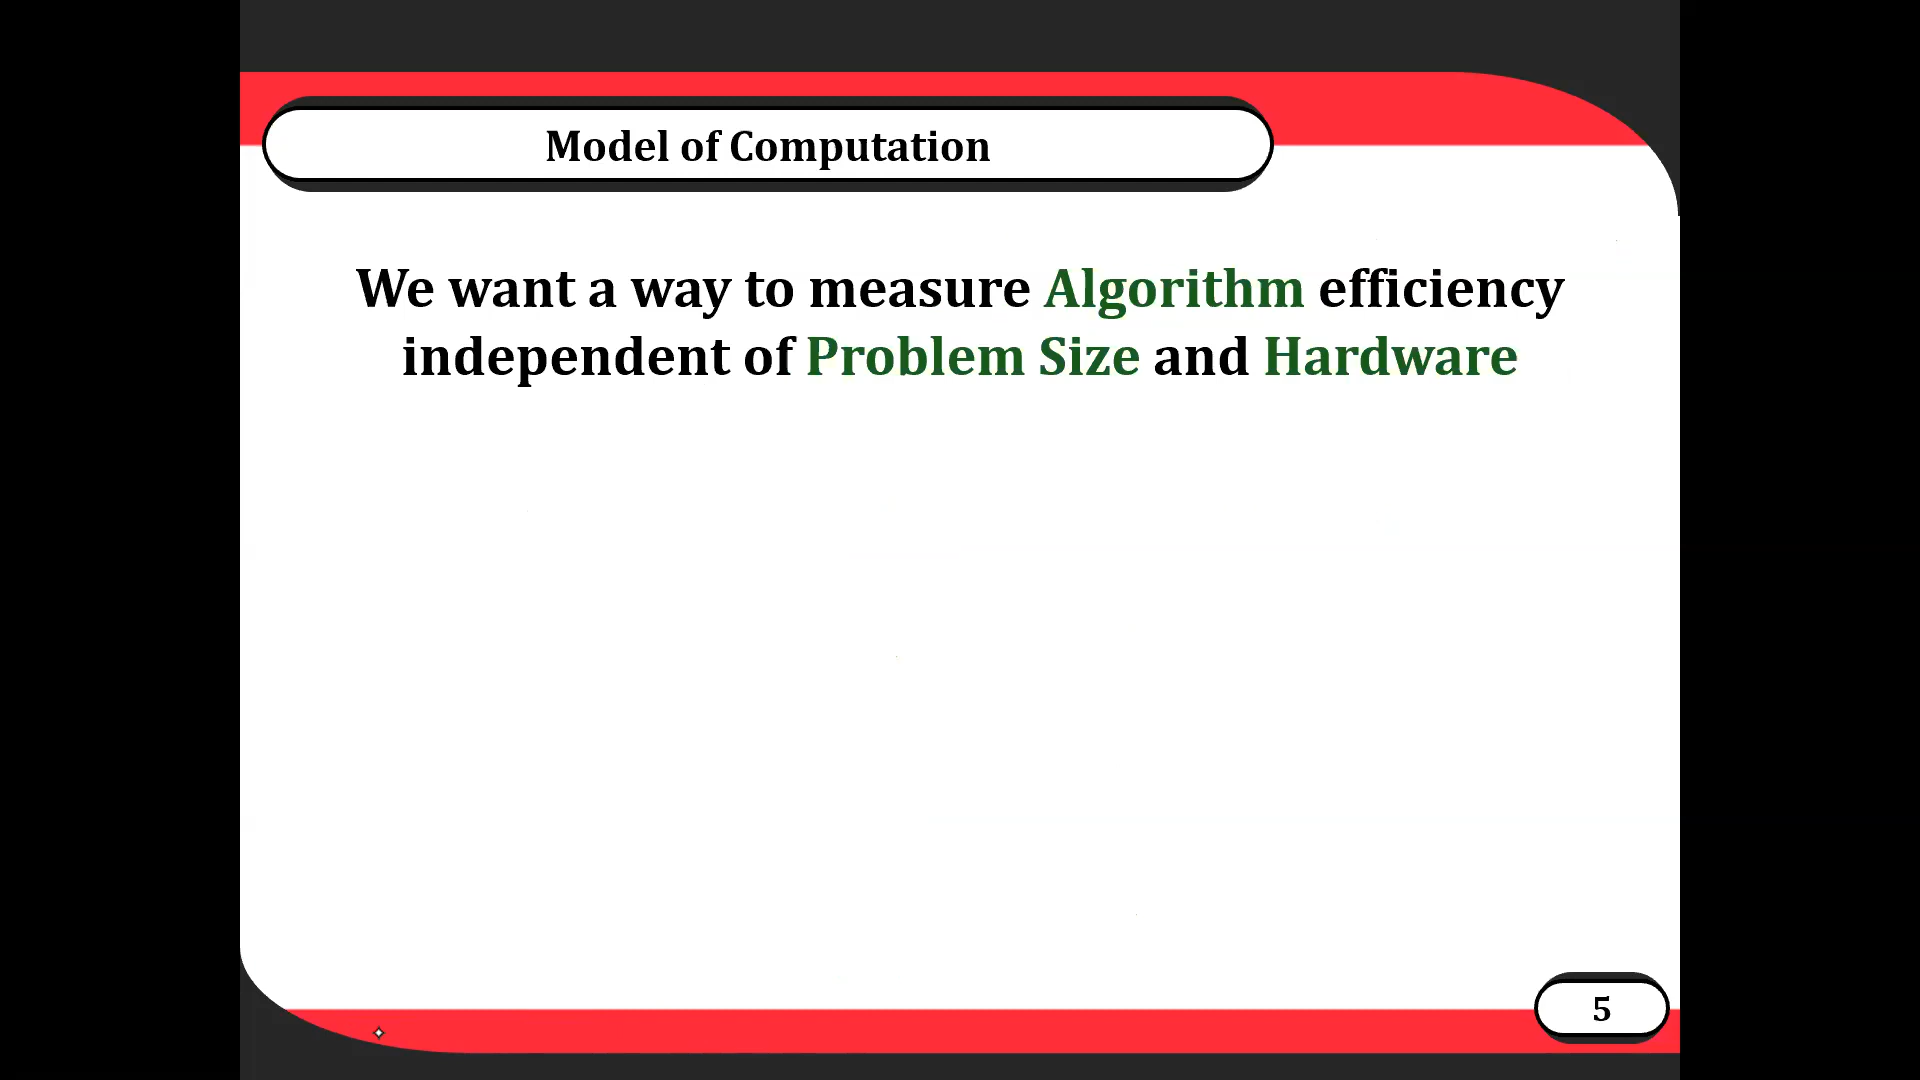 Model of Computation
We want a way to measure Algorithm efficiency
independent of Problem Size and Hardware
5